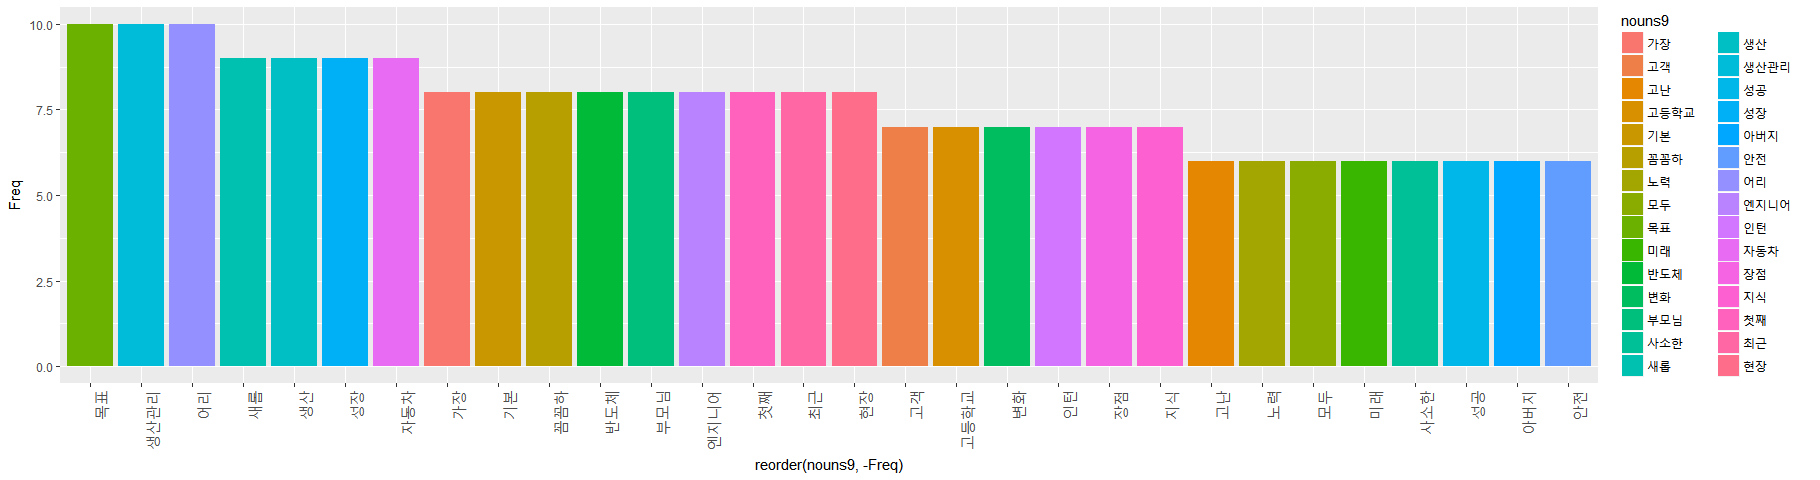 10.0
7.5
5.0
2.5
0.0
Freq
목표
생산관리
어리
새롭
생산
성장
자동차
가장
기본
꼼꼼하
반도체
부모님
엔지니어
첫째
최근
현장
고객
고등학교
변화
인턴
장점
지식
고난
노력
모두
미래
사소한
성공
아버지
안전
reorder(nouns9, -Freq)
nouns9
가장
고객
고난
고등학교
기본
꼼꼼하
노력
모두
목표
미래
반도체
변화
부모님
사소한
새롭
생산
생산관리
성공
성장
아버지
안전
어리
엔지니어
인턴
자동차
장점
지식
첫째
최근
현장